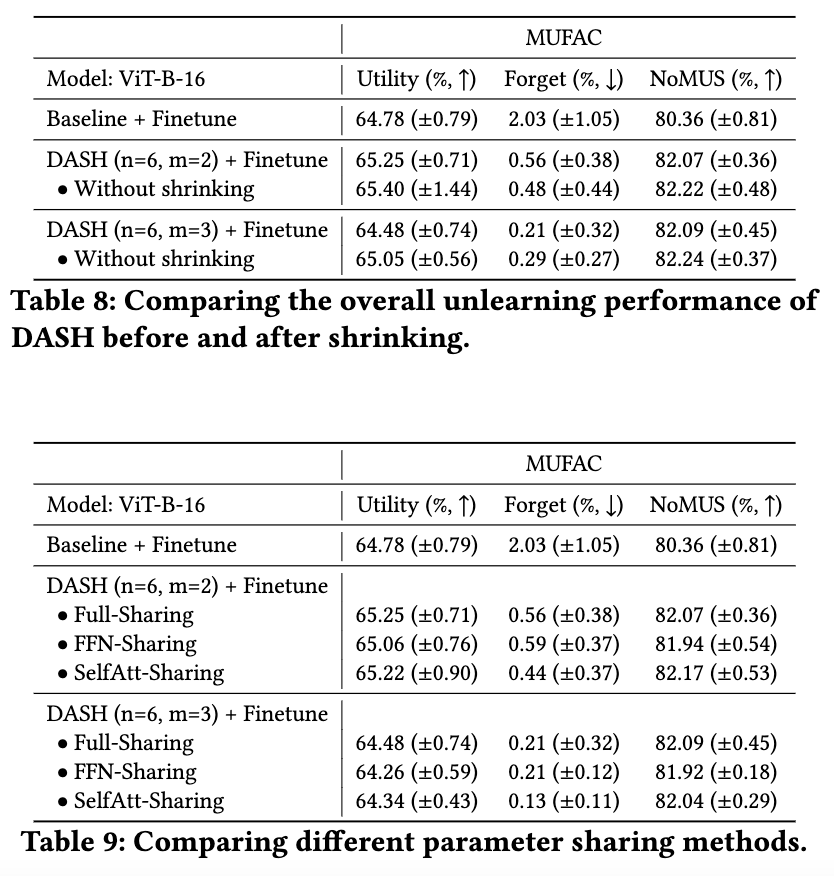 MUFAC
Model: ViT-B-16 Utility (%, ↑) Forget (%, ↓) NoMUS (%, ↑)
Baseline + Finetune 64.78 (±0.79) 2.03 (±1.05) 80.36 (±0.81)
DASH (n=6, m=2) + Finetune 65.25 (±0.71) 0.56 (±0.38) 82.07 (±0.36)
• Without shrinking 65.40 (±1.44) 0.48 (±0.44) 82.22 (±0.48)
DASH (n=6, m=3) + Finetune 64.48 (±0.74) 0.21 (±0.32) 82.09 (±0.45)
• Without shrinking 65.05 (±0.56) 0.29 (±0.27) 82.24 (±0.37)
Table 8: Comparing the overall unlearning performance of
DASH before and after shrinking.
MUFAC
Model: ViT-B-16 Utility (%, ↑) Forget (%, ↓) NoMUS (%, ↑)
Baseline + Finetune 64.78 (±0.79) 2.03 (±1.05) 80.36 (±0.81)
DASH (n=6, m=2) + Finetune
• Full-Sharing 65.25 (±0.71) 0.56 (±0.38) 82.07 (±0.36)
• FFN-Sharing 65.06 (±0.76) 0.59 (±0.37) 81.94 (±0.54)
• SelfAtt-Sharing 65.22 (±0.90) 0.44 (±0.37) 82.17 (±0.53)
DASH (n=6, m=3) + Finetune
• Full-Sharing 64.48 (±0.74) 0.21 (±0.32) 82.09 (±0.45)
• FFN-Sharing 64.26 (±0.59) 0.21 (±0.12) 81.92 (±0.18)
• SelfAtt-Sharing 64.34 (±0.43) 0.13 (±0.11) 82.04 (±0.29)
Table 9: Comparing different parameter sharing methods.